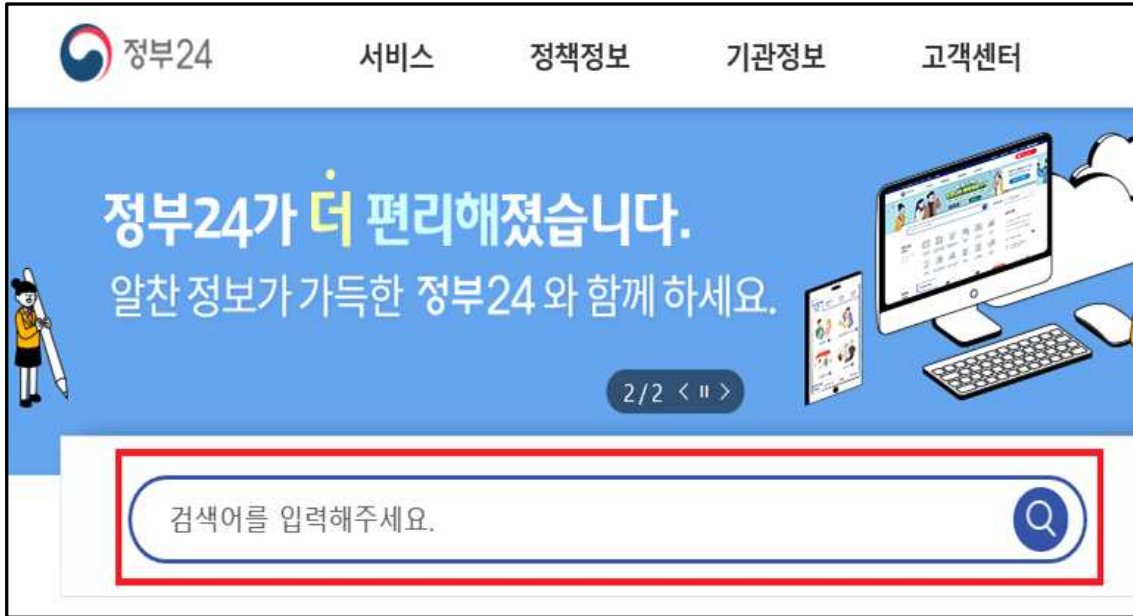 정부24 서비스 정책정보 기관정보 고객센터
정부24가 더 편리해졌습니다.
알찬 정보가 가득한 정부24와 함께 하세요.
2/2
검색어를 입력해주세요.